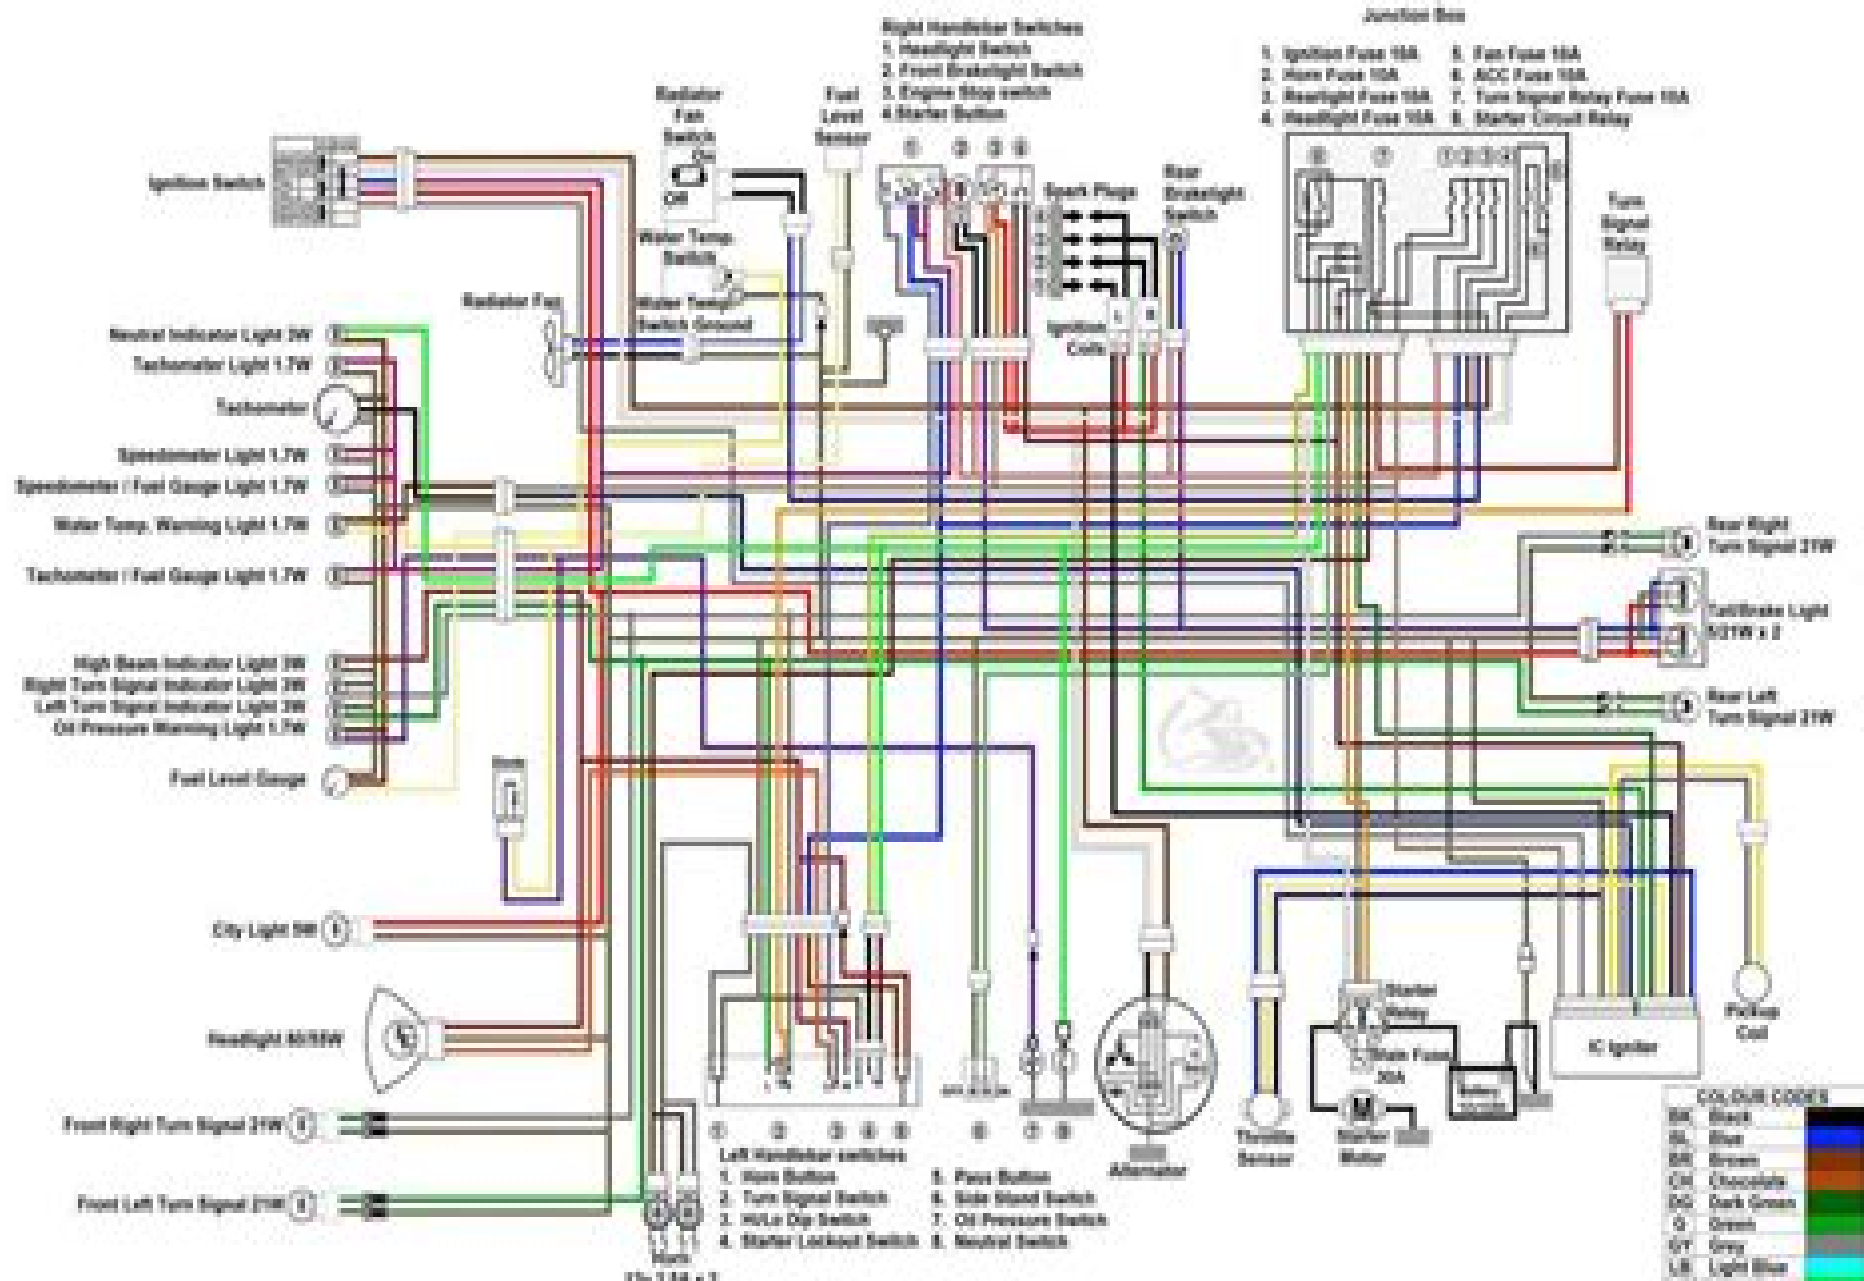 Junction Box
1. Ignition Fuse 10A
2. Horn Fuse 10A
3. Rearlight Fuse 10A
4. Headlight Fuse 10A
5. Fan Fuse 10A
6. ACC Fuse 10A
7. Turn Signal Relay Fuse 10A
8. Starter Circuit Relay
Right Handlebar Switches
1. Headlight Switch
2. Front Brakelight Switch
3. Engine Stop switch
4.Starter Button
Radiator
Fan
Switch
On
Off
Fuel
Level
Sensor
Ignition Switch
Spark Plugs
Rear
Brakelight
Switch
Turn
Signal
Relay
Water Temp.
Switch
Water Temp.
Switch Ground
Radiator Fan
Ignition
Coils
L
R
Neutral Indicator Light 3W
Tachometer Light 1.7W
Tachometer
Speedometer Light 1.7W
Speedometer / Fuel Gauge Light 1.7W
Water Temp. Warning Light 1.7W
Tachometer / Fuel Gauge Light 1.7W
High Beam Indicator Light 3W
Right Turn Signal Indicator Light 3W
Left Turn Signal Indicator Light 3W
Oil Pressure Warning Light 1.7W
Fuel Level Gauge
Diode
Rear Right
Turn Signal 21W
Tail/Brake Light
5/21W x 2
Rear Left
Turn Signal 21W
City Light 5W
Headlight 60/55W
Front Right Turn Signal 21W
Front Left Turn Signal 21W
Horn
Left Handlebar switches
1. Horn Button
2. Turn Signal Switch
3. Hi/Lo Dip Switch
4. Starter Lockout Switch
5. Pass Button
6. Side Stand Switch
7. Oil Pressure Switch
8. Neutral Switch
Alternator
Throttle
Sensor
Starter
Relay
Main Fuse
30A
M
Starter
Motor
Battery
IC Igniter
Pickup
Coil
COLOUR CODES
BK Black
BL Blue
BR Brown
CH Chocolate
DG Dark Green
G Green
GY Grey
LB Light Blue